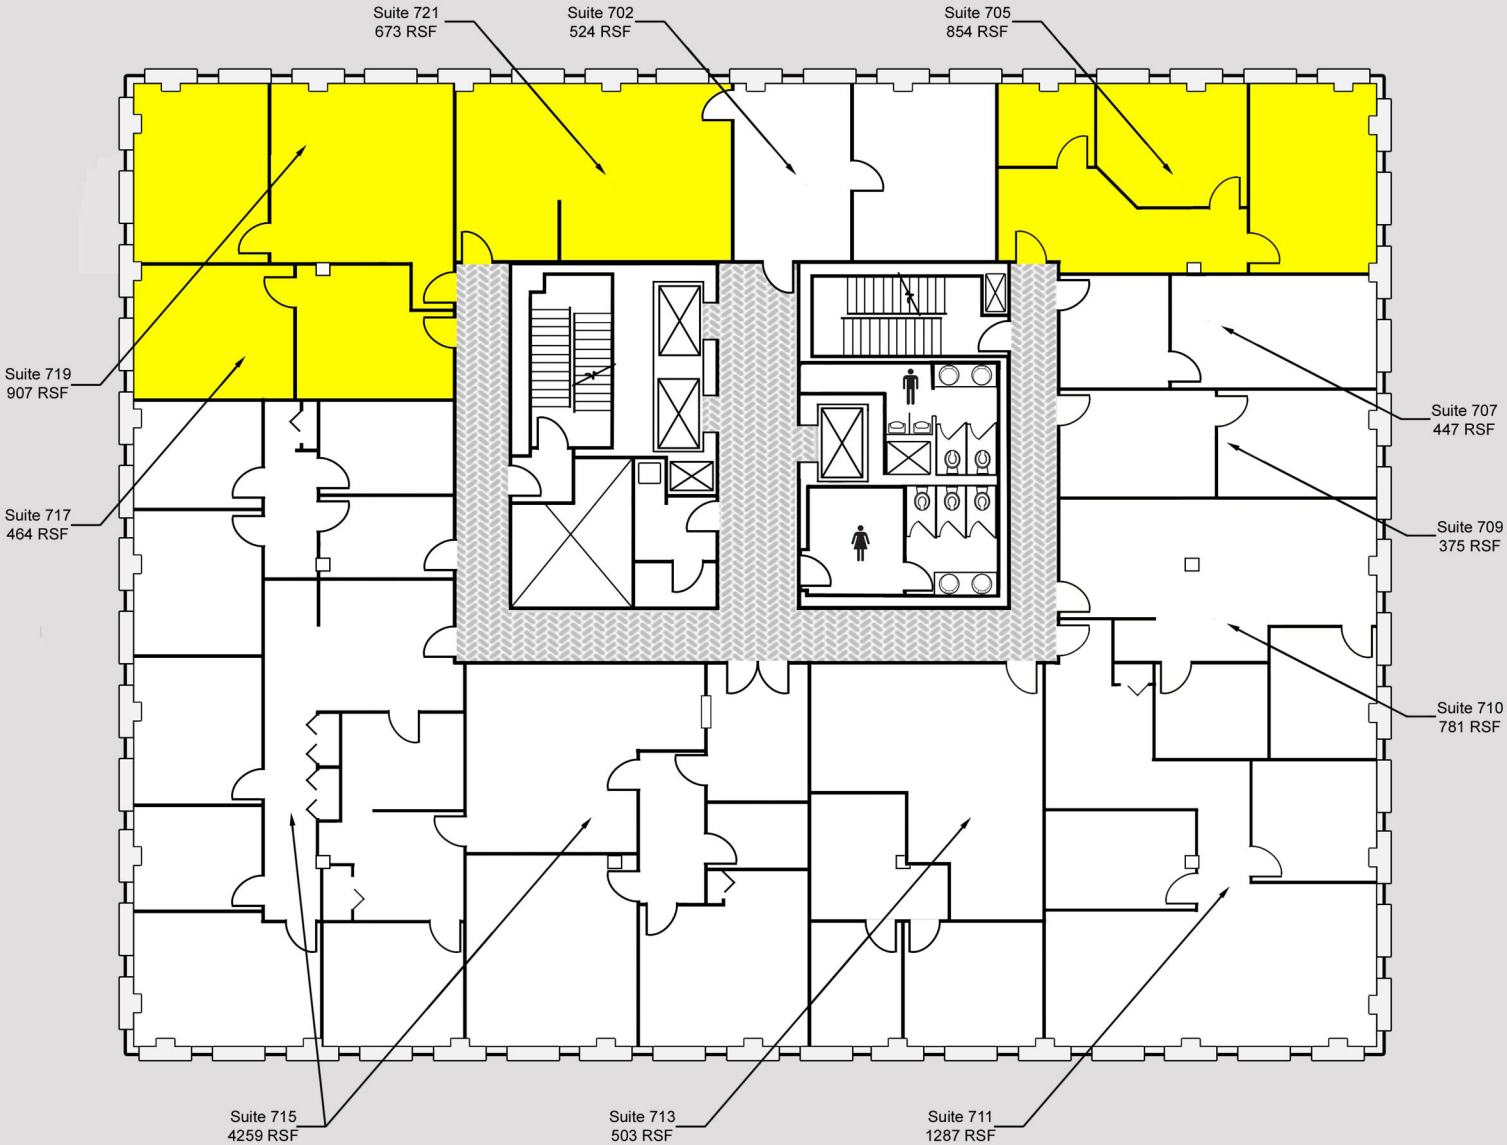 Suite 721
673 RSF
Suite 702
524 RSF
Suite 705
854 RSF
Suite 719
907 RSF
Suite 707
447 RSF
Suite 717
464 RSF
Suite 709
375 RSF
Suite 710
781 RSF
Suite 715
4259 RSF
Suite 713
503 RSF
Suite 711
1287 RSF